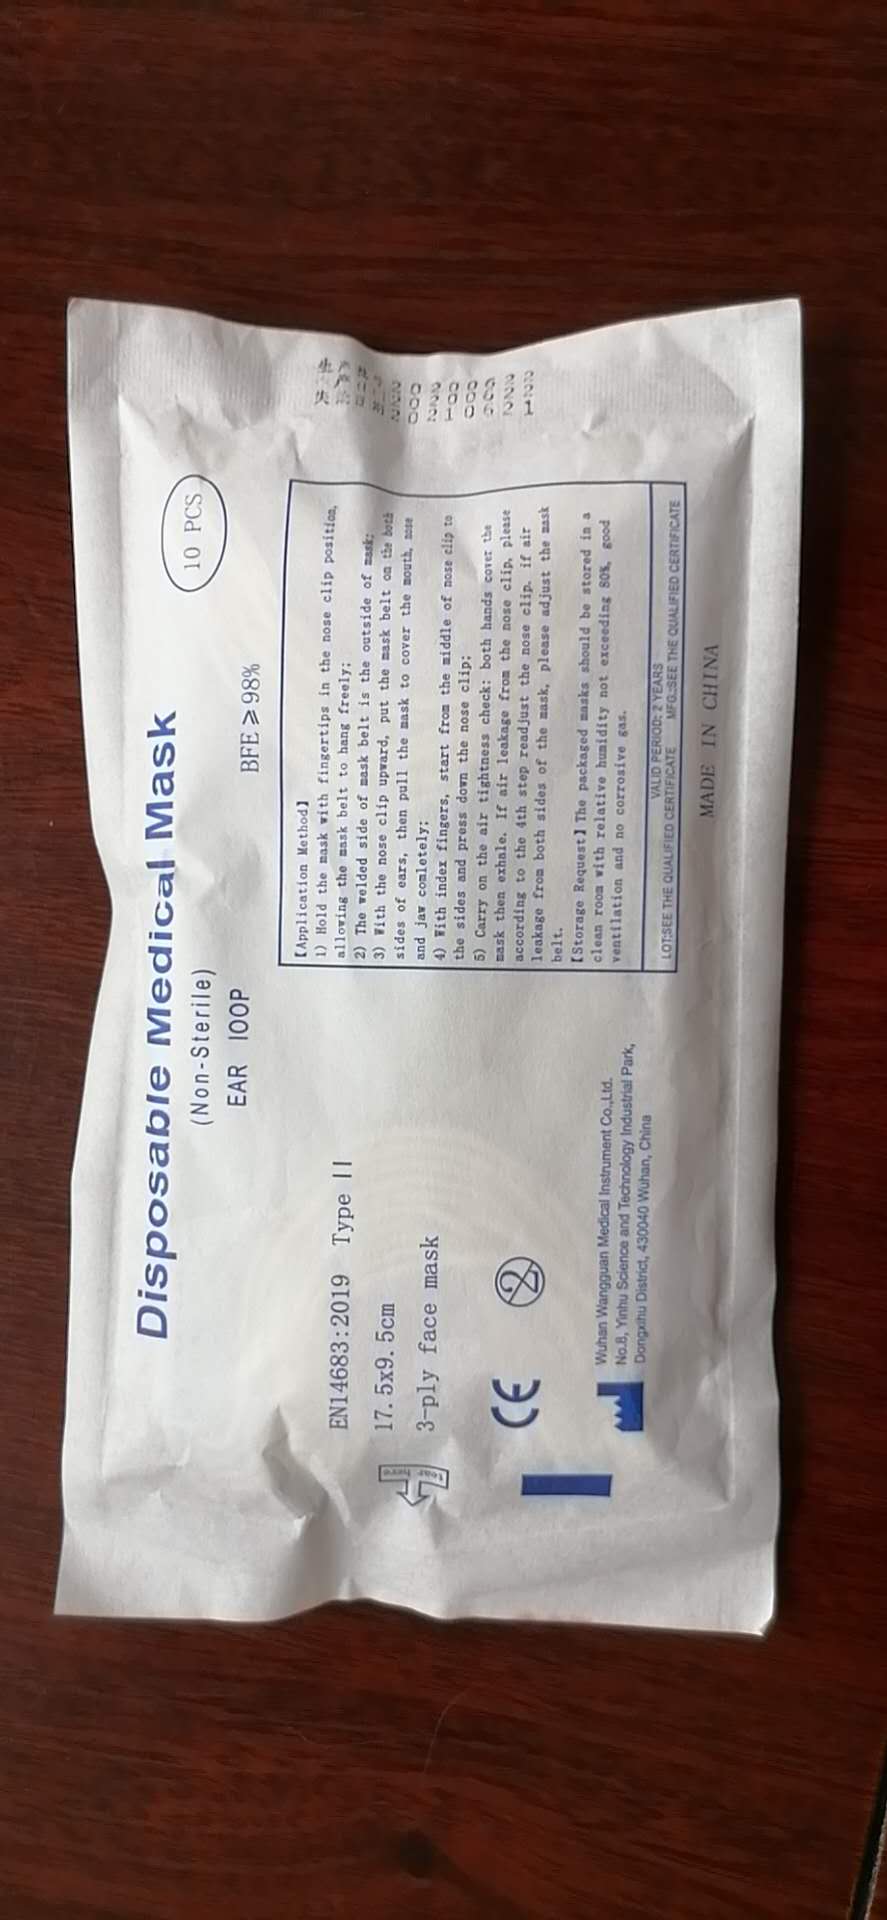 Disposable Medical Mask
(Non-Sterile)
10 PCS
EAR 100P
BFE≥98%
EN14683:2019 Type II
17.5x9.5cm
3-ply face mask
tear
here
CE
2
Wuhan Wangguan Medical Instrument Co.,Ltd.
No.8, Yinhu Science and Technology Industrial Park,
Dongxihu District, 430040 Wuhan, China
【Application Method】
1) Hold the mask with fingertips in the nose clip position,
allowing the mask belt to hang freely;
2) The welded side of mask belt is the outside of mask;
3) With the nose clip upward, put the mask belt on the both
sides of ears, then pull the mask to cover the mouth, nose
and jaw comletely;
4) With index fingers, start from the middle of nose clip to
the sides and press down the nose clip;
5) Carry on the air tightness check: both hands cover the
mask then exhale. If air leakage from the nose clip, please
according to the 4th step readjust the nose clip. if air
leakage from both sides of the mask, please adjust the mask
belt.
【Storage Request】The packaged masks should be stored in a
clean room with relative humidity not exceeding 80%, good
ventilation and no corrosive gas.
VALID PERIOD: 2 YEARS
LOT:SEE THE QUALIFIED CERTIFICATE MFG:SEE THE QUALIFIED CERTIFICATE
MADE IN CHINA